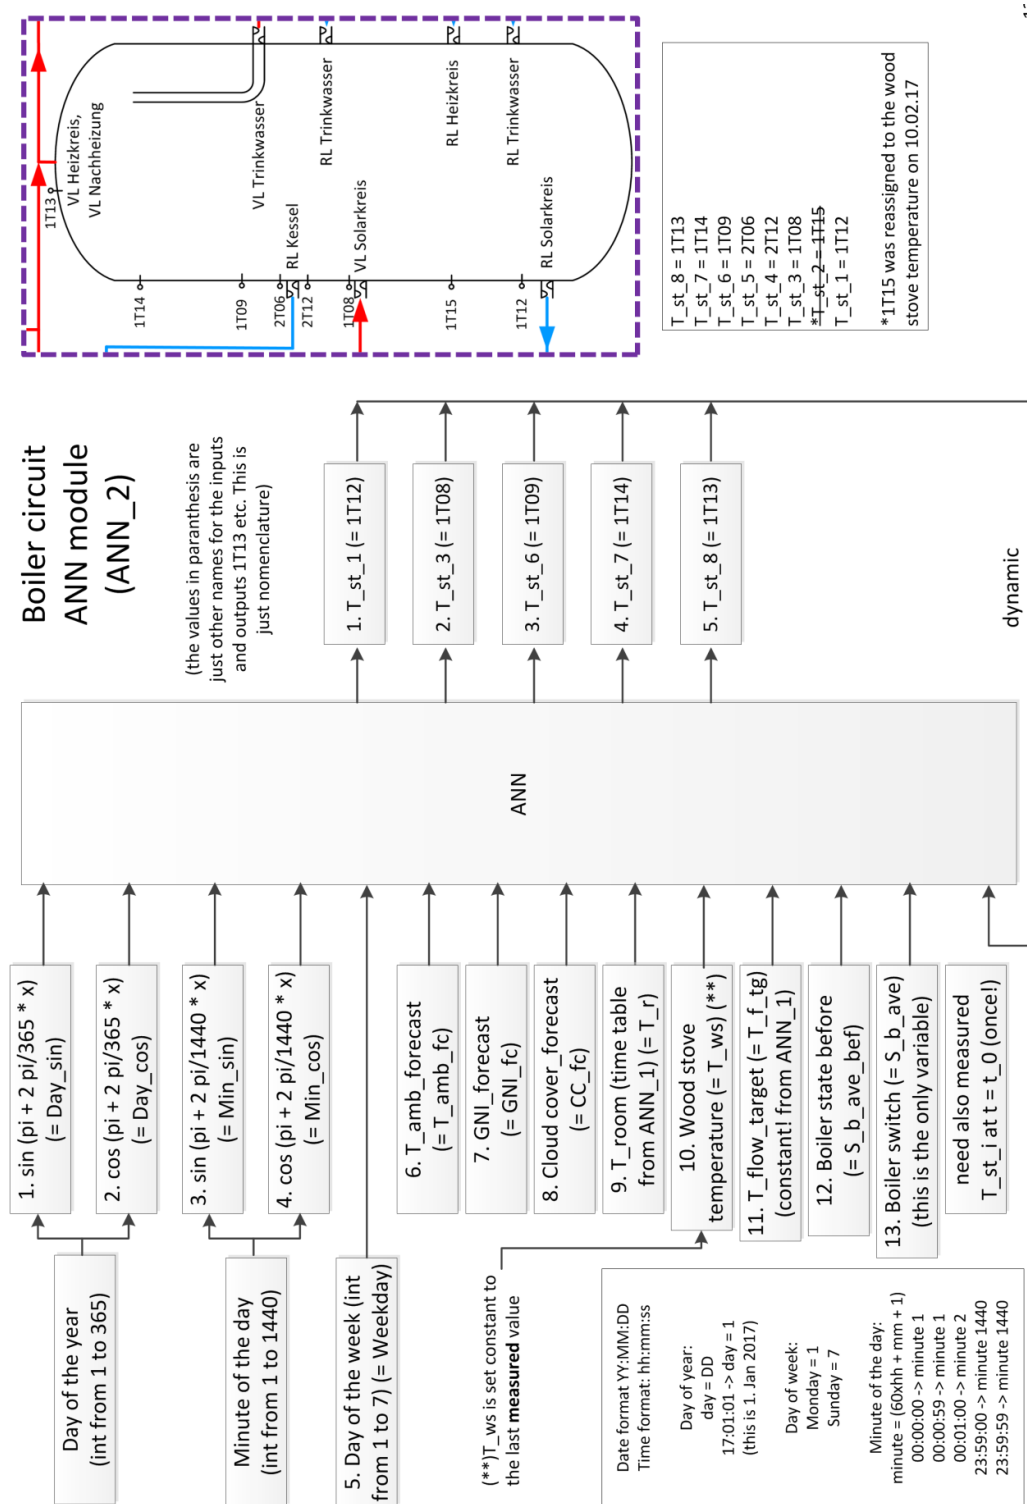 Boiler circuit
ANN module
(ANN_2)
(the values in paranthesis are
just other names for the inputs
and outputs 1T13 etc. This is
just nomenclature)
Day of the year
(int from 1 to 365)
Minute of the day
(int from 1 to 1440)
5. Day of the week (int
from 1 to 7) (= Weekday)
(**)T_ws is set constant to
the last measured value
Date format YY:MM:DD
Time format: hh:mm:ss
Day of year:
day = DD
17:01:01 -> day = 1
(this is 1. Jan 2017)
Day of week:
Monday = 1
Sunday = 7
Minute of the day:
minute = (60xhh + mm + 1)
00:00:00 -> minute 1
00:00:59 -> minute 1
00:01:00 -> minute 2
23:59:00 -> minute 1440
23:59:59 -> minute 1440
1. sin (pi + 2 pi/365 * x)
(= Day_sin)
2. cos (pi + 2 pi/365 * x)
(= Day_cos)
3. sin (pi + 2 pi/1440 * x)
(= Min_sin)
4. cos (pi + 2 pi/1440 * x)
(= Min_cos)
6. T_amb_forecast
(= T_amb_fc)
7. GNI_forecast
(= GNI_fc)
8. Cloud cover_forecast
(= CC_fc)
9. T_room (time table
from ANN_1) (= T_r)
10. Wood stove
temperature (= T_ws) (**)
11. T_flow_target (= T_f_tg)
(constant! from ANN_1)
12. Boiler state before
(= S_b_ave_bef)
13. Boiler switch (= S_b_ave)
(this is the only variable)
need also measured
T_st_i at t = t_0 (once!)
ANN
1. T_st_1 (= 1T12)
2. T_st_3 (= 1T08)
3. T_st_6 (= 1T09)
4. T_st_7 (= 1T14)
5. T_st_8 (= 1T13)
dynamic
1T13
VL Heizkreis,
VL Nachheizung
1T14
VL Trinkwasser
1T09
2T06
RL Kessel
RL Trinkwasser
2T12
1T08
VL Solarkreis
1T15
RL Heizkreis
1T12
RL Trinkwasser
RL Solarkreis
T_st_8 = 1T13
T_st_7 = 1T14
T_st_6 = 1T09
T_st_5 = 2T06
T_st_4 = 2T12
T_st_3 = 1T08
*T_st_2 = 1T15
T_st_1 = 1T12
*1T15 was reassigned to the wood
stove temperature on 10.02.17